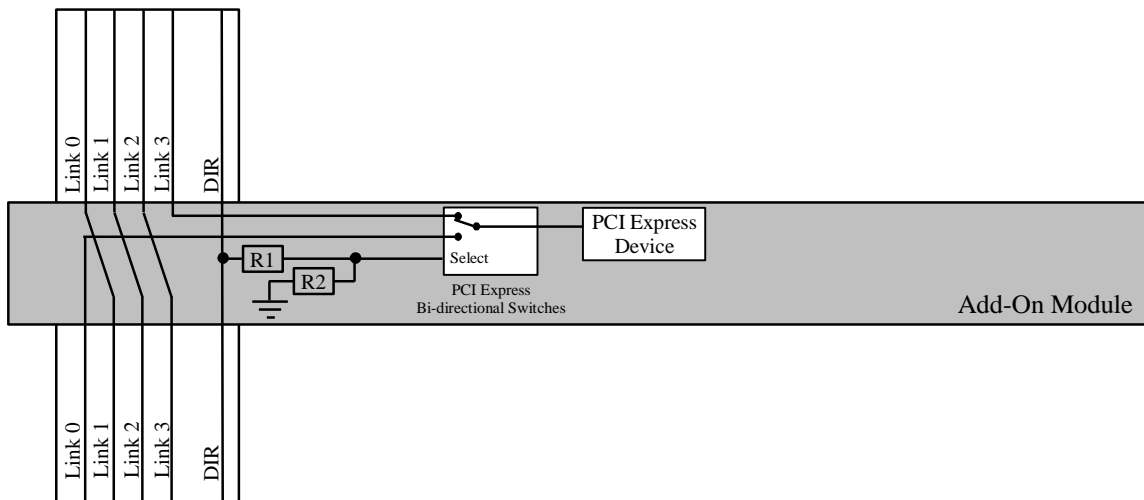 Link 0
Link 1
Link 2
Link 3
DIR
PCI Express
Device
R1
Select
R2
PCI Express
Bi-directional Switches
Add-On Module
Link 0
Link 1
Link 2
Link 3
DIR